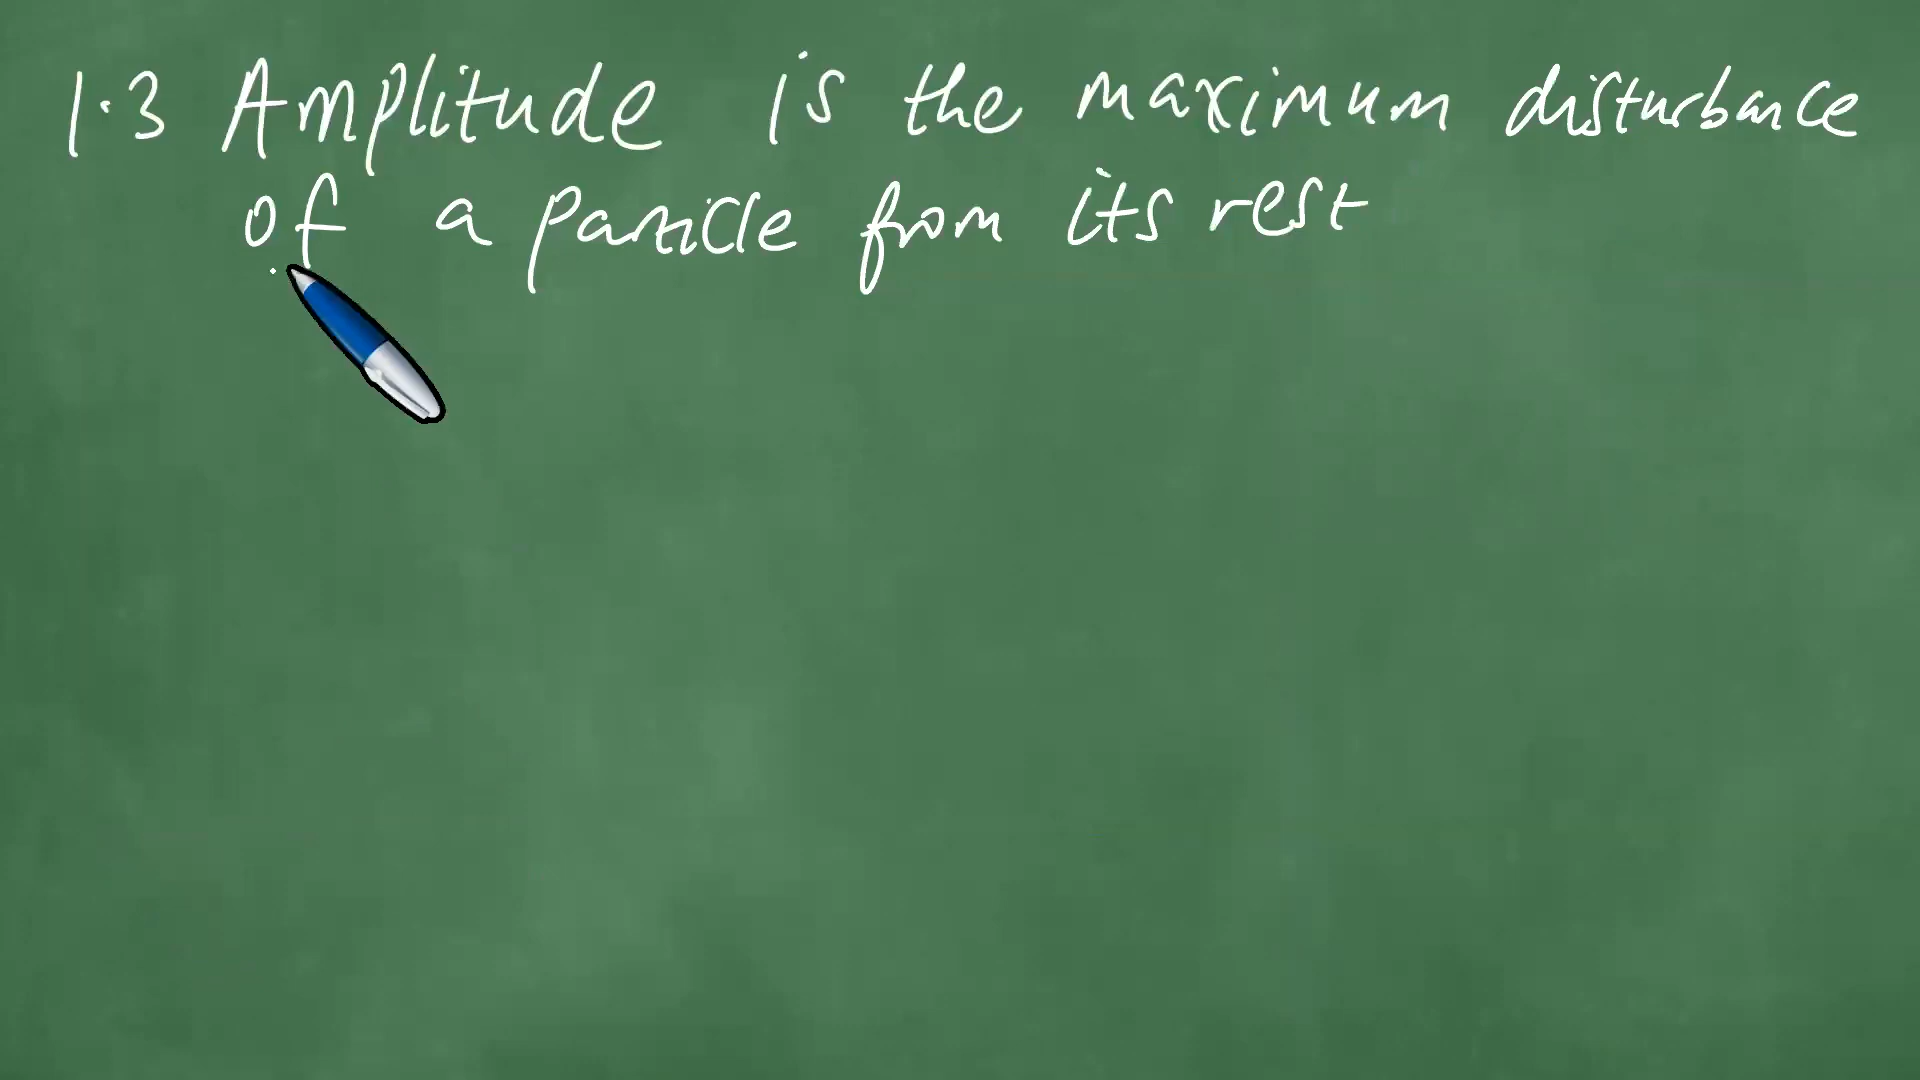 1.3 Amplitude is the maximum disturbance
of a particle from its rest